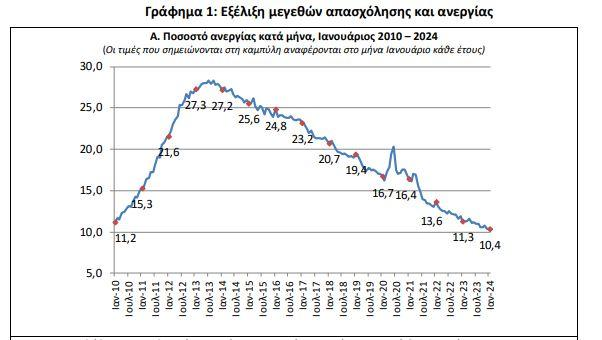 Γράφημα 1: Εξέλιξη μεγεθών απασχόλησης και ανεργίας
Α. Ποσοστό ανεργίας κατά μήνα, Ιανουάριος 2010 – 2024
(Οι τιμές που σημειώνονται στη καμπύλη αναφέρονται στο μήνα Ιανουάριο κάθε έτους)
30,0
25,0
20,0
15,0
10,0
5,0
11,2
15,3
21,6
27,3
27,2
25,6
24,8
23,2
20,7
19,4
16,7
16,4
13,6
11,3
10,4
Ιαν-10
Ιουλ-10
Ιαν-11
Ιουλ-11
Ιαν-12
Ιουλ-12
Ιαν-13
Ιουλ-13
Ιαν-14
Ιουλ-14
Ιαν-15
Ιουλ-15
Ιαν-16
Ιουλ-16
Ιαν-17
Ιουλ-17
Ιαν-18
Ιουλ-18
Ιαν-19
Ιουλ-19
Ιαν-20
Ιουλ-20
Ιαν-21
Ιουλ-21
Ιαν-22
Ιουλ-22
Ιαν-23
Ιουλ-23
Ιαν-24